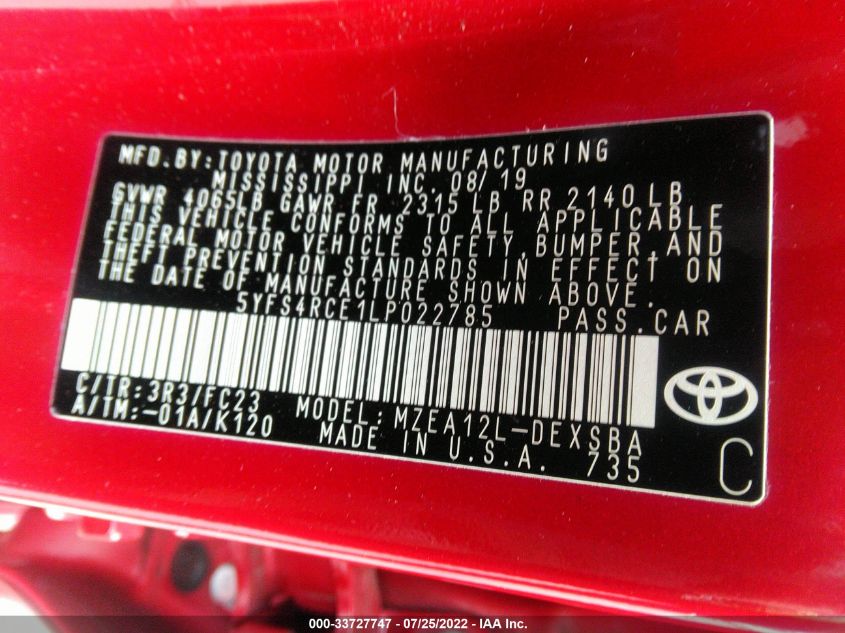 MFD.BY:TOYOTA MOTOR MANUFACTURING
MISSISSIPPI INC. 08/19
GVWR 4065LB GAWR FR 2315 LB RR 2140 LB
THIS VEHICLE CONFORMS TO ALL APPLICABLE
FEDERAL MOTOR VEHICLE SAFETY,BUMPER,AND
THEFT PREVENTION STANDARDS IN EFFECT ON
THE DATE OF MANUFACTURE SHOWN ABOVE.
5YFS4RCE1LP022785 PASS.CAR
C/TR:3R3/FC23 MODEL:MZEA12L-DEXSBA
A/TM:-01A/K120 MADE IN U.S.A. 735
C
000-33727747 - 07/25/2022 - IAA Inc.